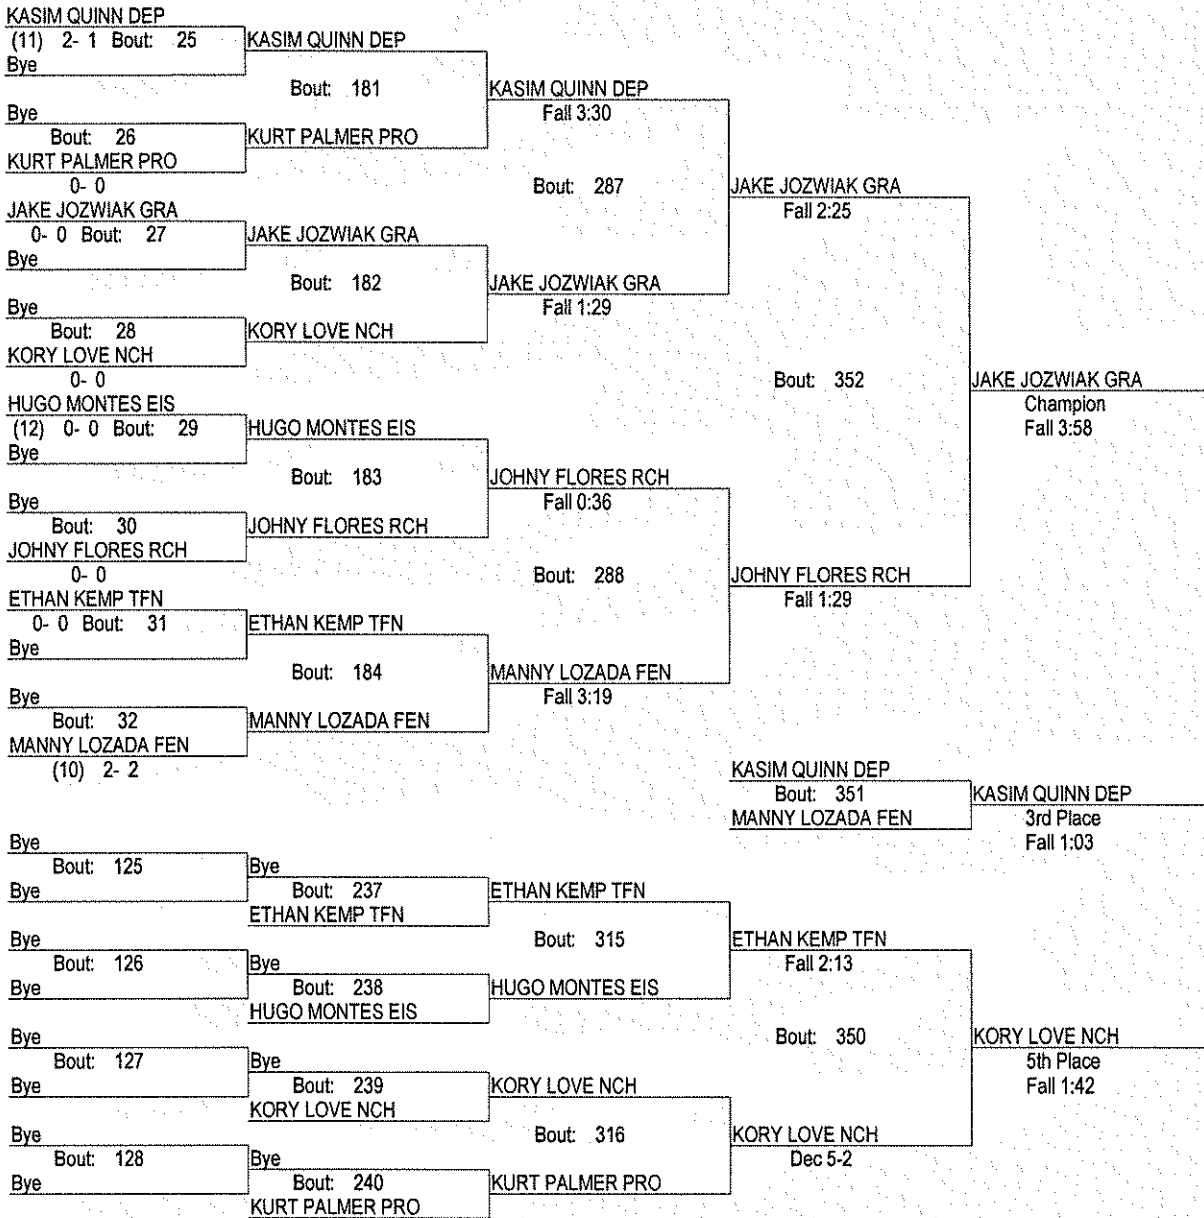 KASIM QUINN DEP
(11) 2- 1 Bout: 25
Bye
KASIM QUINN DEP
Bout: 181
KASIM QUINN DEP
Fall 3:30
Bye
Bout: 26
KURT PALMER PRO
KURT PALMER PRO
0- 0
Bout: 287
JAKE JOZWIAK GRA
Fall 2:25
JAKE JOZWIAK GRA
0- 0 Bout: 27
Bye
JAKE JOZWIAK GRA
Bout: 182
JAKE JOZWIAK GRA
Fall 1:29
Bye
Bout: 28
KORY LOVE NCH
KORY LOVE NCH
0- 0
Bout: 352
JAKE JOZWIAK GRA
Champion
Fall 3:58
HUGO MONTES EIS
(12) 0- 0 Bout: 29
Bye
HUGO MONTES EIS
Bout: 183
JOHNY FLORES RCH
Fall 0:36
Bye
Bout: 30
JOHNY FLORES RCH
JOHNY FLORES RCH
0- 0
Bout: 288
JOHNY FLORES RCH
Fall 1:29
ETHAN KEMP TFN
0- 0 Bout: 31
Bye
ETHAN KEMP TFN
Bout: 184
MANNY LOZADA FEN
Fall 3:19
Bye
Bout: 32
MANNY LOZADA FEN
MANNY LOZADA FEN
(10) 2- 2
KASIM QUINN DEP
Bout: 351
MANNY LOZADA FEN
KASIM QUINN DEP
3rd Place
Fall 1:03
Bye
Bout: 125
Bye
Bye
Bout: 237
ETHAN KEMP TFN
ETHAN KEMP TFN
Bye
Bout: 126
Bye
Bye
Bout: 238
HUGO MONTES EIS
HUGO MONTES EIS
Bout: 315
ETHAN KEMP TFN
Fall 2:13
Bye
Bout: 127
Bye
Bye
Bout: 239
KORY LOVE NCH
KORY LOVE NCH
Bout: 350
KORY LOVE NCH
5th Place
Fall 1:42
Bye
Bout: 128
Bye
Bye
Bout: 240
KURT PALMER PRO
KURT PALMER PRO
Bout: 316
KORY LOVE NCH
Dec 5-2